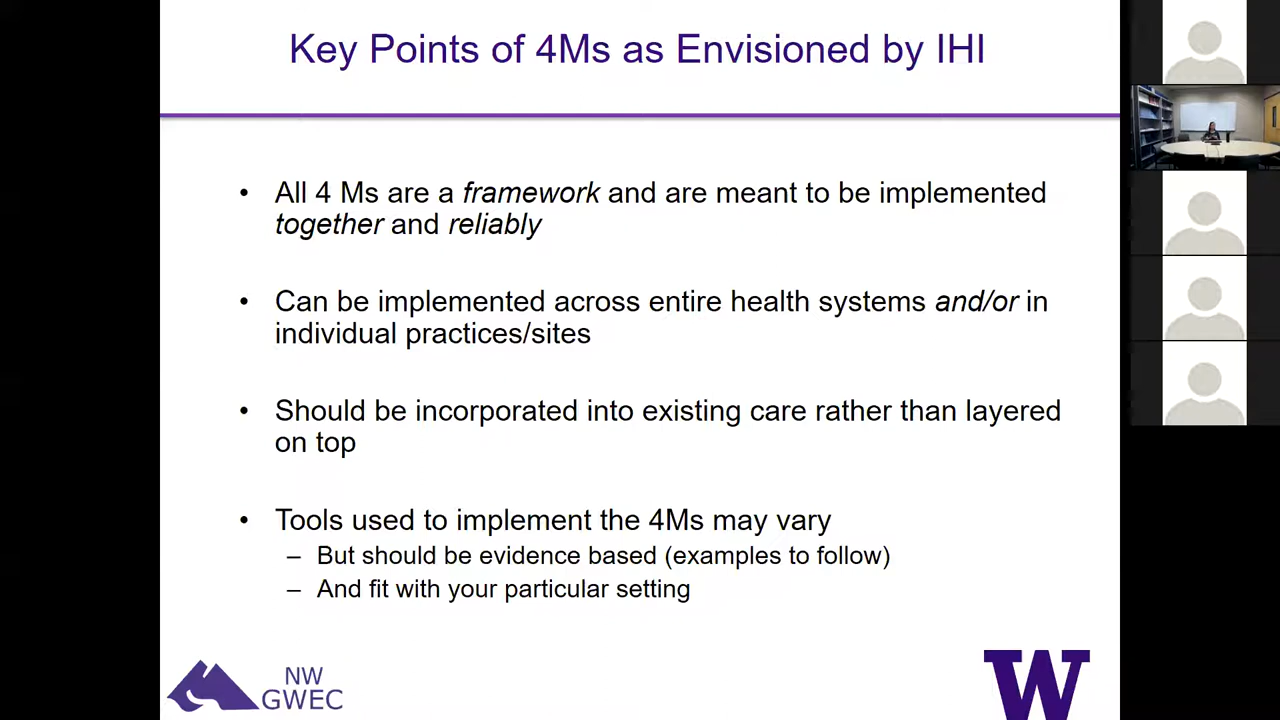 Key Points of 4Ms as Envisioned by IHI
• All 4 Ms are a framework and are meant to be implemented
together and reliably
• Can be implemented across entire health systems and/or in
individual practices/sites
• Should be incorporated into existing care rather than layered
on top
• Tools used to implement the 4Ms may vary
– But should be evidence based (examples to follow)
– And fit with your particular setting
NW
GWEC
W